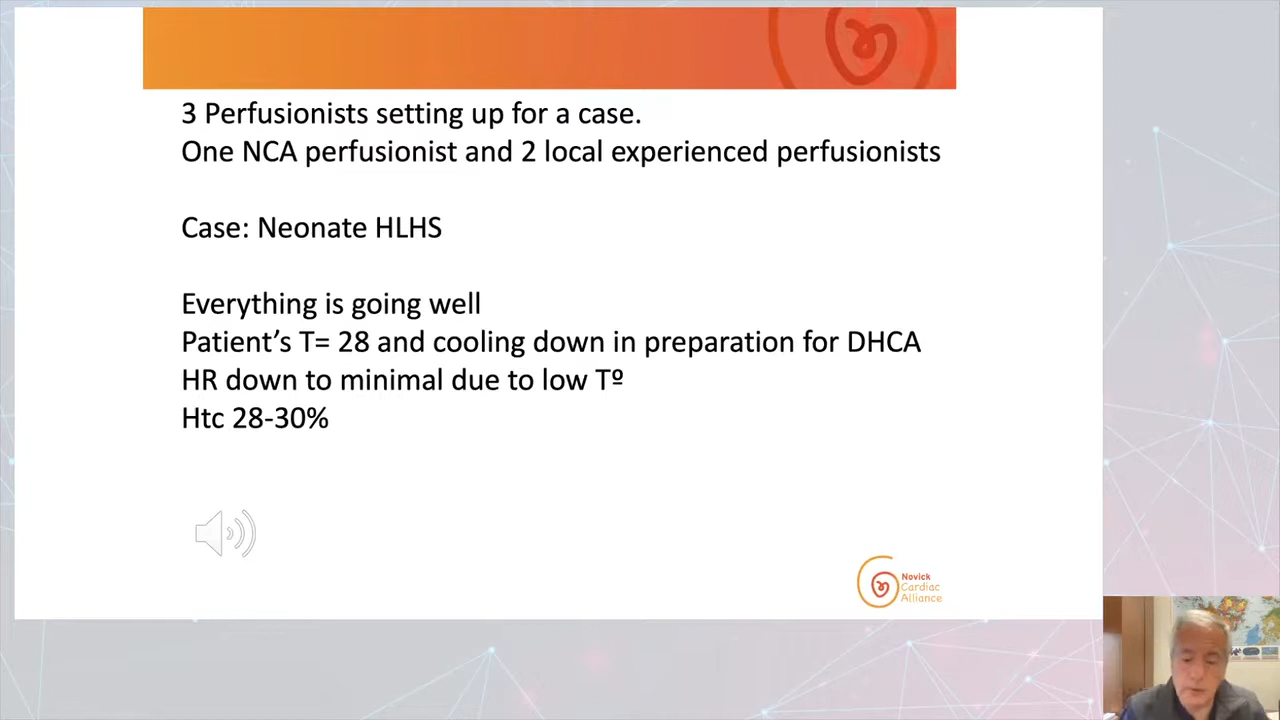 3 Perfusionists setting up for a case.
One NCA perfusionist and 2 local experienced perfusionists
Case: Neonate HLHS
Everything is going well
Patient’s T= 28 and cooling down in preparation for DHCA
HR down to minimal due to low Tº
Htc 28-30%
Novick
Cardiac
Alliance